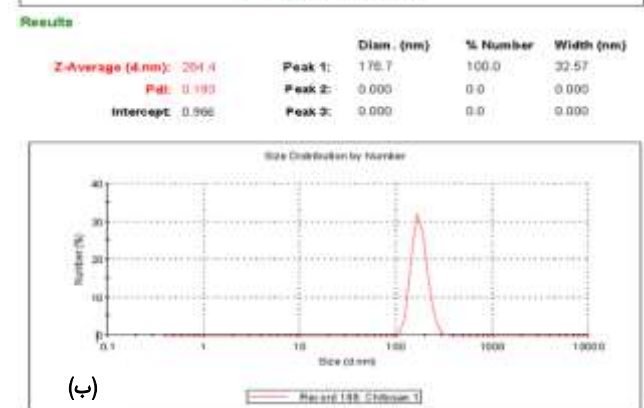 Results
Diam. (nm) % Number Width (nm)
Z-Average (d.nm): 264.4 Peak 1: 176.7 100.0 32.57
PdI: 0.193 Peak 2: 0.000 0.0 0.000
Intercept: 0.966 Peak 3: 0.000 0.0 0.000
Size Distribution by Number
Number (%)
40
30
20
10
0
0.1 1 10 100 1000 10000
Size (d.nm)
(ب)
Record 188: Chitosan 1